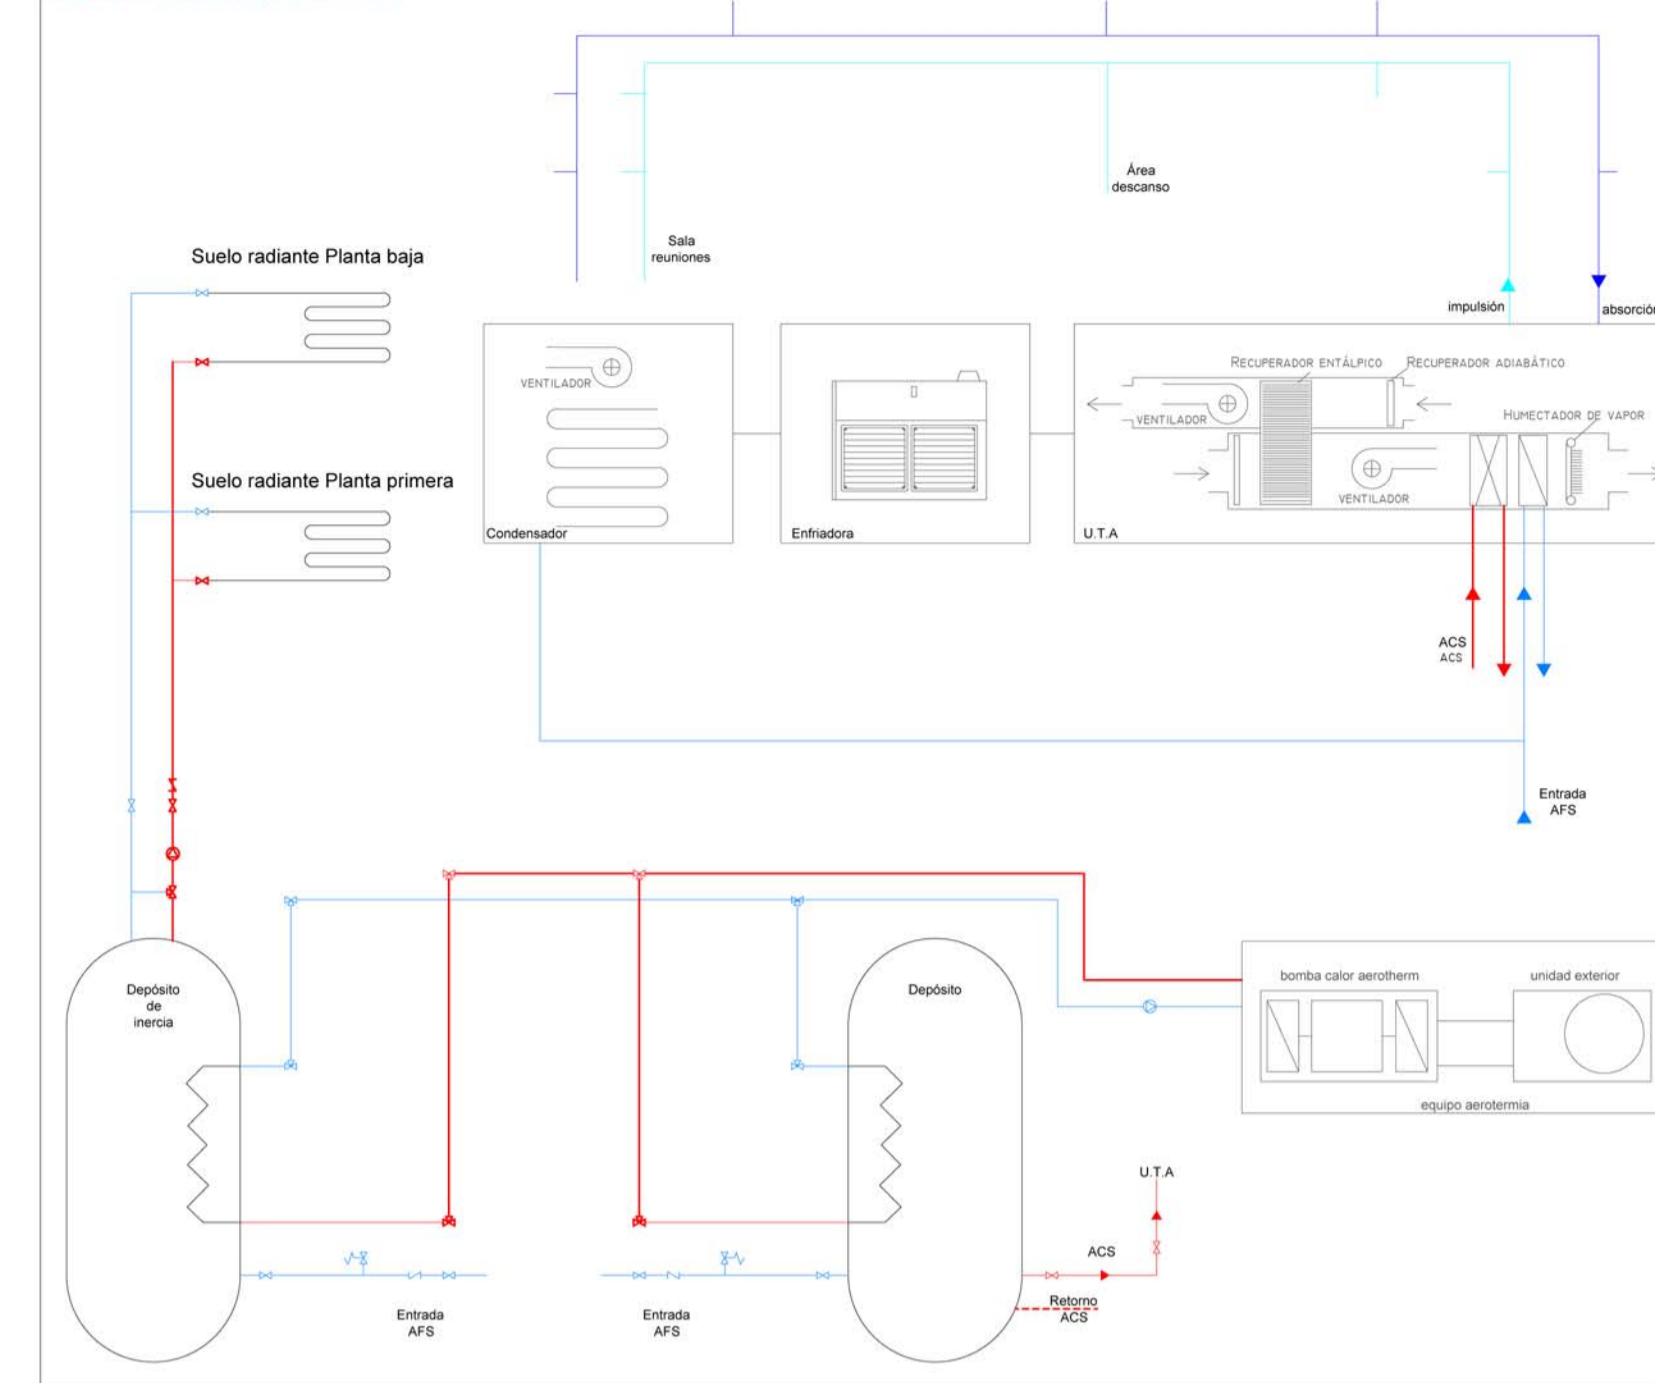 Área
descanso
Sala
reuniones
Suelo radiante Planta baja
impulsión
absorción
RECUPERADOR ENTÁLPICO
RECUPERADOR ADIABÁTICO
VENTILADOR
VENTILADOR
HUMECTADOR DE VAPOR
Suelo radiante Planta primera
VENTILADOR
Condensador
Enfriadora
U.T.A
ACS
ACS
Entrada
AFS
Depósito
de
inercia
Depósito
bomba calor aerotherm
unidad exterior
equipo aerotermia
U.T.A
ACS
Retorno
ACS
Entrada
AFS
Entrada
AFS